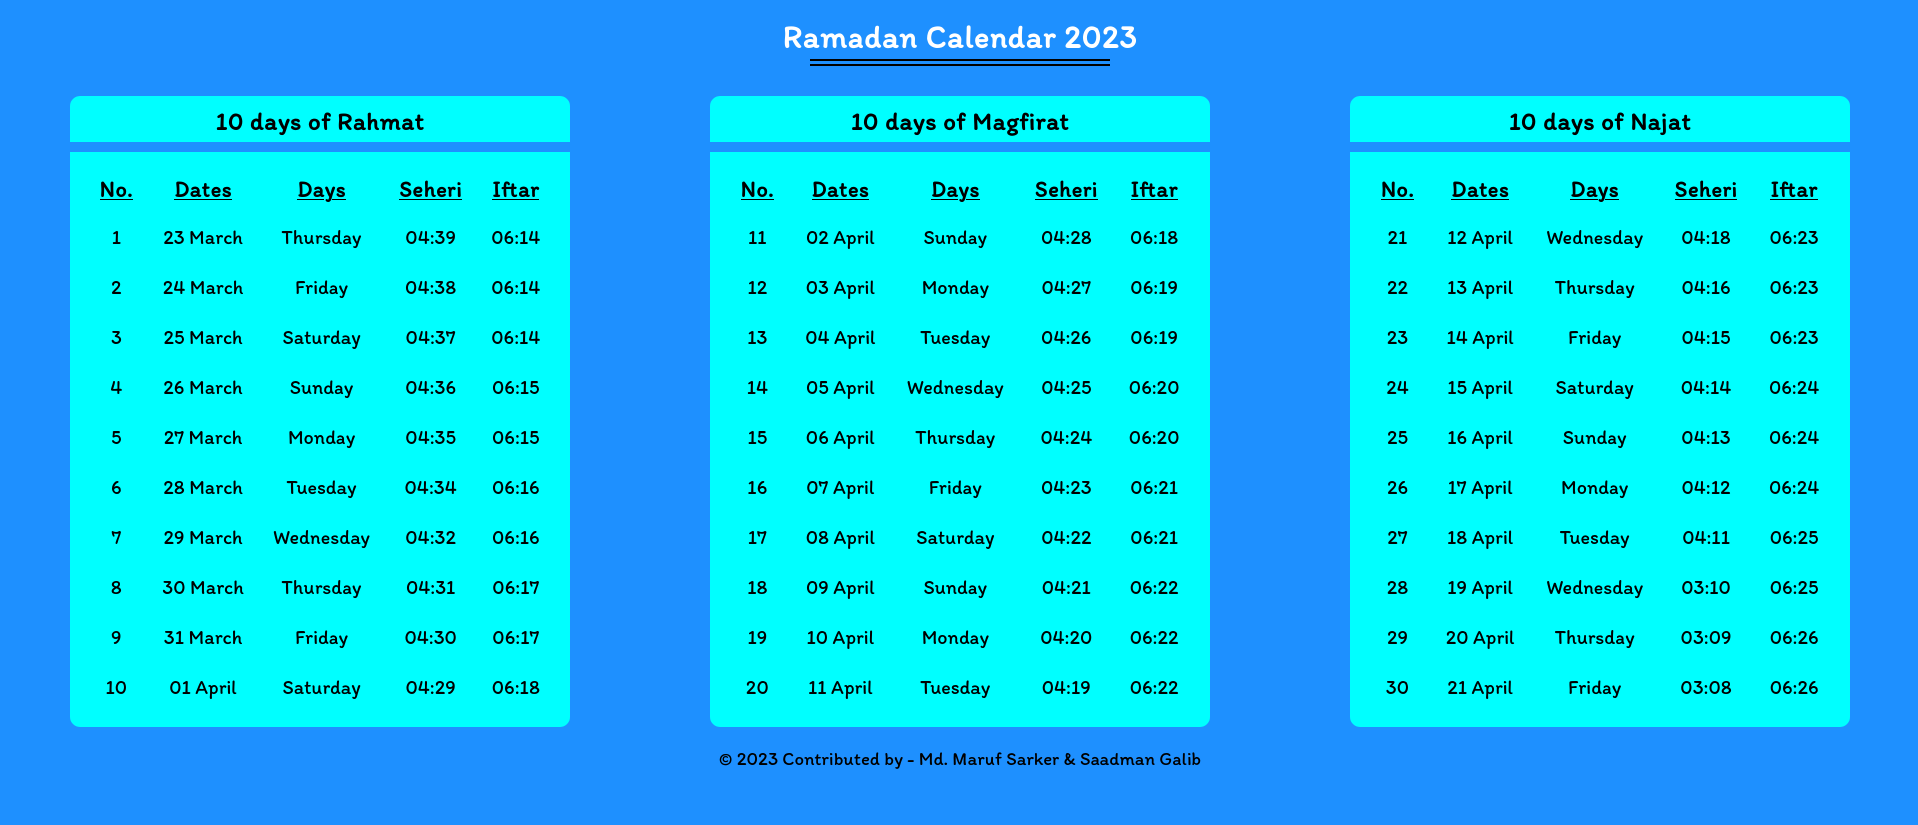 Ramadan Calendar 2023
10 days of Rahmat
No. Dates Days Seheri Iftar
1 23 March Thursday 04:39 06:14
2 24 March Friday 04:38 06:14
3 25 March Saturday 04:37 06:14
4 26 March Sunday 04:36 06:15
5 27 March Monday 04:35 06:15
6 28 March Tuesday 04:34 06:16
7 29 March Wednesday 04:32 06:16
8 30 March Thursday 04:31 06:17
9 31 March Friday 04:30 06:17
10 01 April Saturday 04:29 06:18
10 days of Magfirat
No. Dates Days Seheri Iftar
11 02 April Sunday 04:28 06:18
12 03 April Monday 04:27 06:19
13 04 April Tuesday 04:26 06:19
14 05 April Wednesday 04:25 06:20
15 06 April Thursday 04:24 06:20
16 07 April Friday 04:23 06:21
17 08 April Saturday 04:22 06:21
18 09 April Sunday 04:21 06:22
19 10 April Monday 04:20 06:22
20 11 April Tuesday 04:19 06:22
10 days of Najat
No. Dates Days Seheri Iftar
21 12 April Wednesday 04:18 06:23
22 13 April Thursday 04:16 06:23
23 14 April Friday 04:15 06:23
24 15 April Saturday 04:14 06:24
25 16 April Sunday 04:13 06:24
26 17 April Monday 04:12 06:24
27 18 April Tuesday 04:11 06:25
28 19 April Wednesday 03:10 06:25
29 20 April Thursday 03:09 06:26
30 21 April Friday 03:08 06:26
© 2023 Contributed by - Md. Maruf Sarker & Saadman Galib